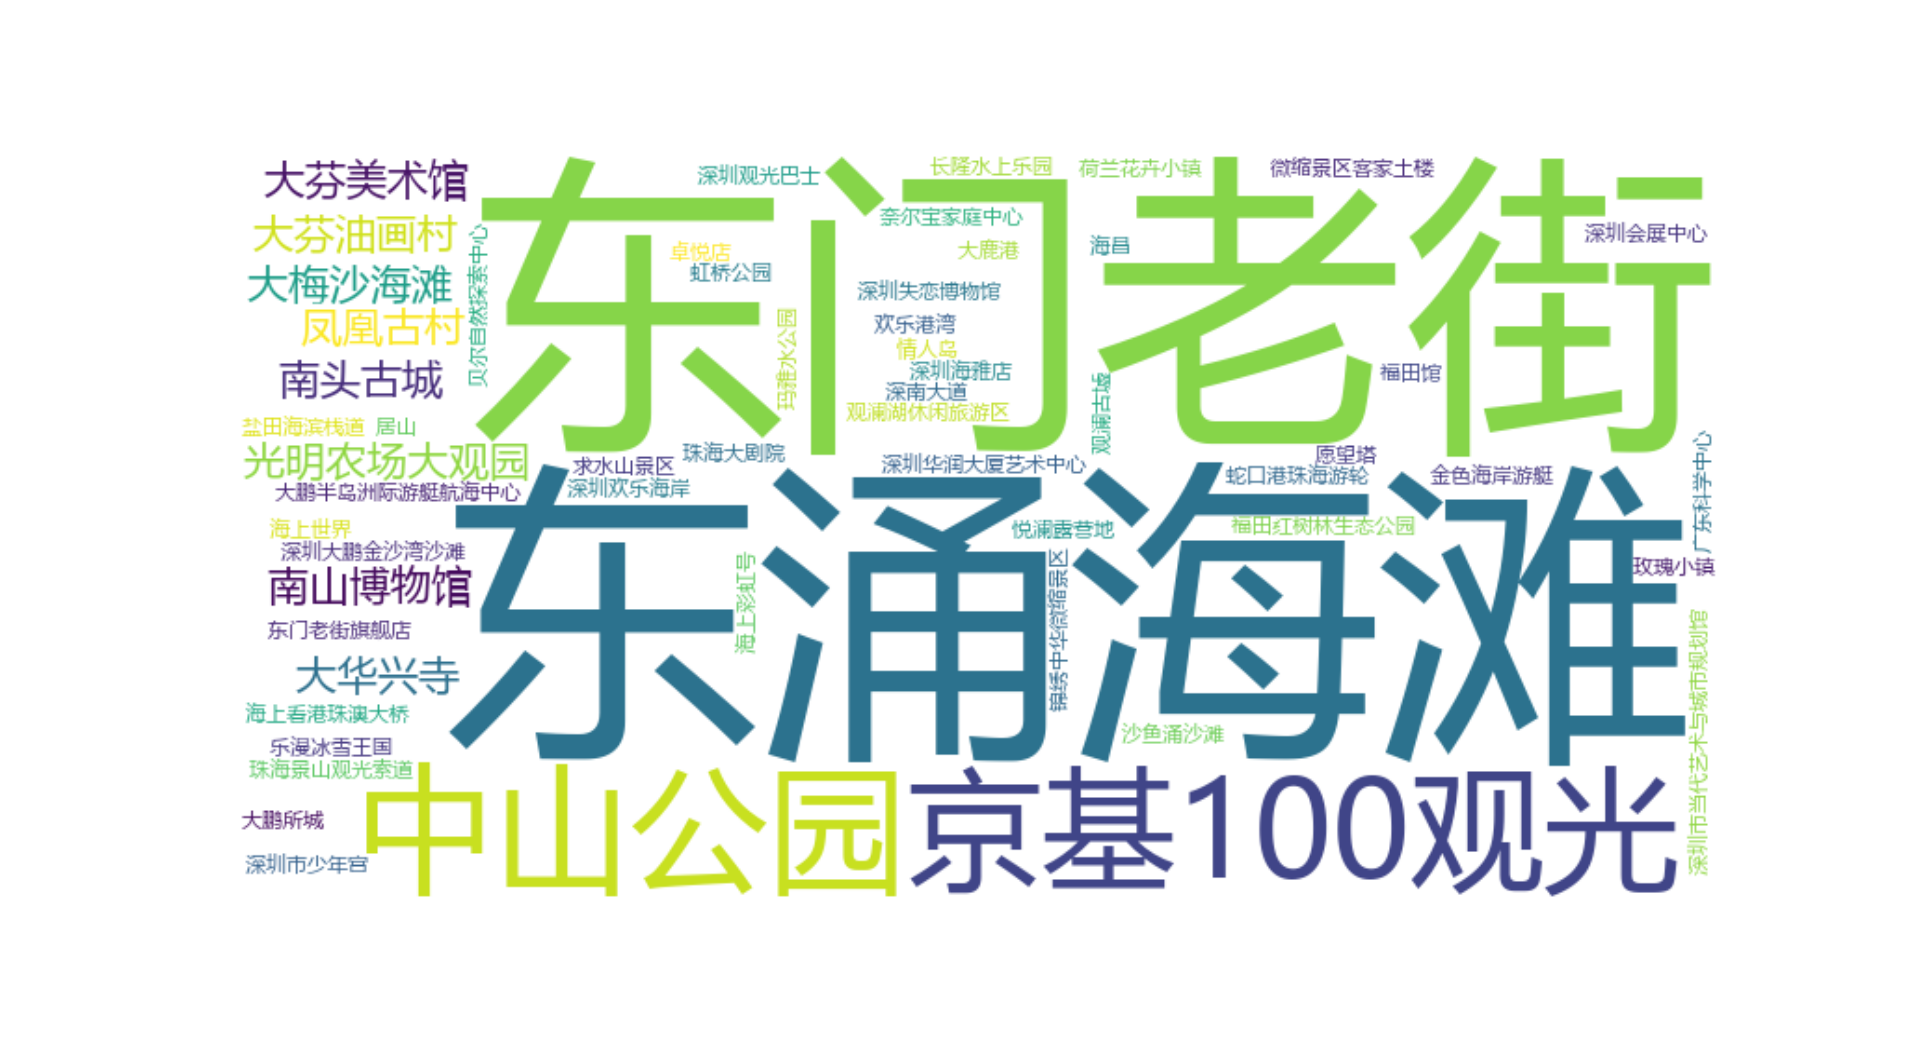 大芬美术馆
大芬油画村
大梅沙海滩
凤凰古村
南头古城
盐田海滨栈道
居山
光明农场大观园
大鹏半岛洲际游艇航海中心
海上世界
深圳大鹏金沙湾沙滩
南山博物馆
东门老街旗舰店
大华兴寺
海上看港珠澳大桥
乐漫冰雪王国
珠海景山观光索道
大鹏所城
深圳市少年宫
贝尔自然探索中心
东门老街
深圳观光巴士
卓悦店
虹桥公园
玛雅水公园
长隆水上乐园
奈尔宝家庭中心
大鹿港
深圳失恋博物馆
欢乐港湾
情人岛
深圳海雅店
深南大道
观澜湖休闲旅游区
荷兰花卉小镇
海昌
观澜古墟
微缩景区客家土楼
深圳会展中心
福田馆
珠海大剧院
求水山景区
深圳欢乐海岸
深圳华润大厦艺术中心
愿望塔
蛇口港珠海游轮
金色海岸游艇
广东科学中心
东涌海滩
悦澜露营地
福田红树林生态公园
玫瑰小镇
海上彩虹号
锦绣中华微缩景区
沙鱼涌沙滩
深圳市当代艺术与城市规划馆
中山公园
京基100观光